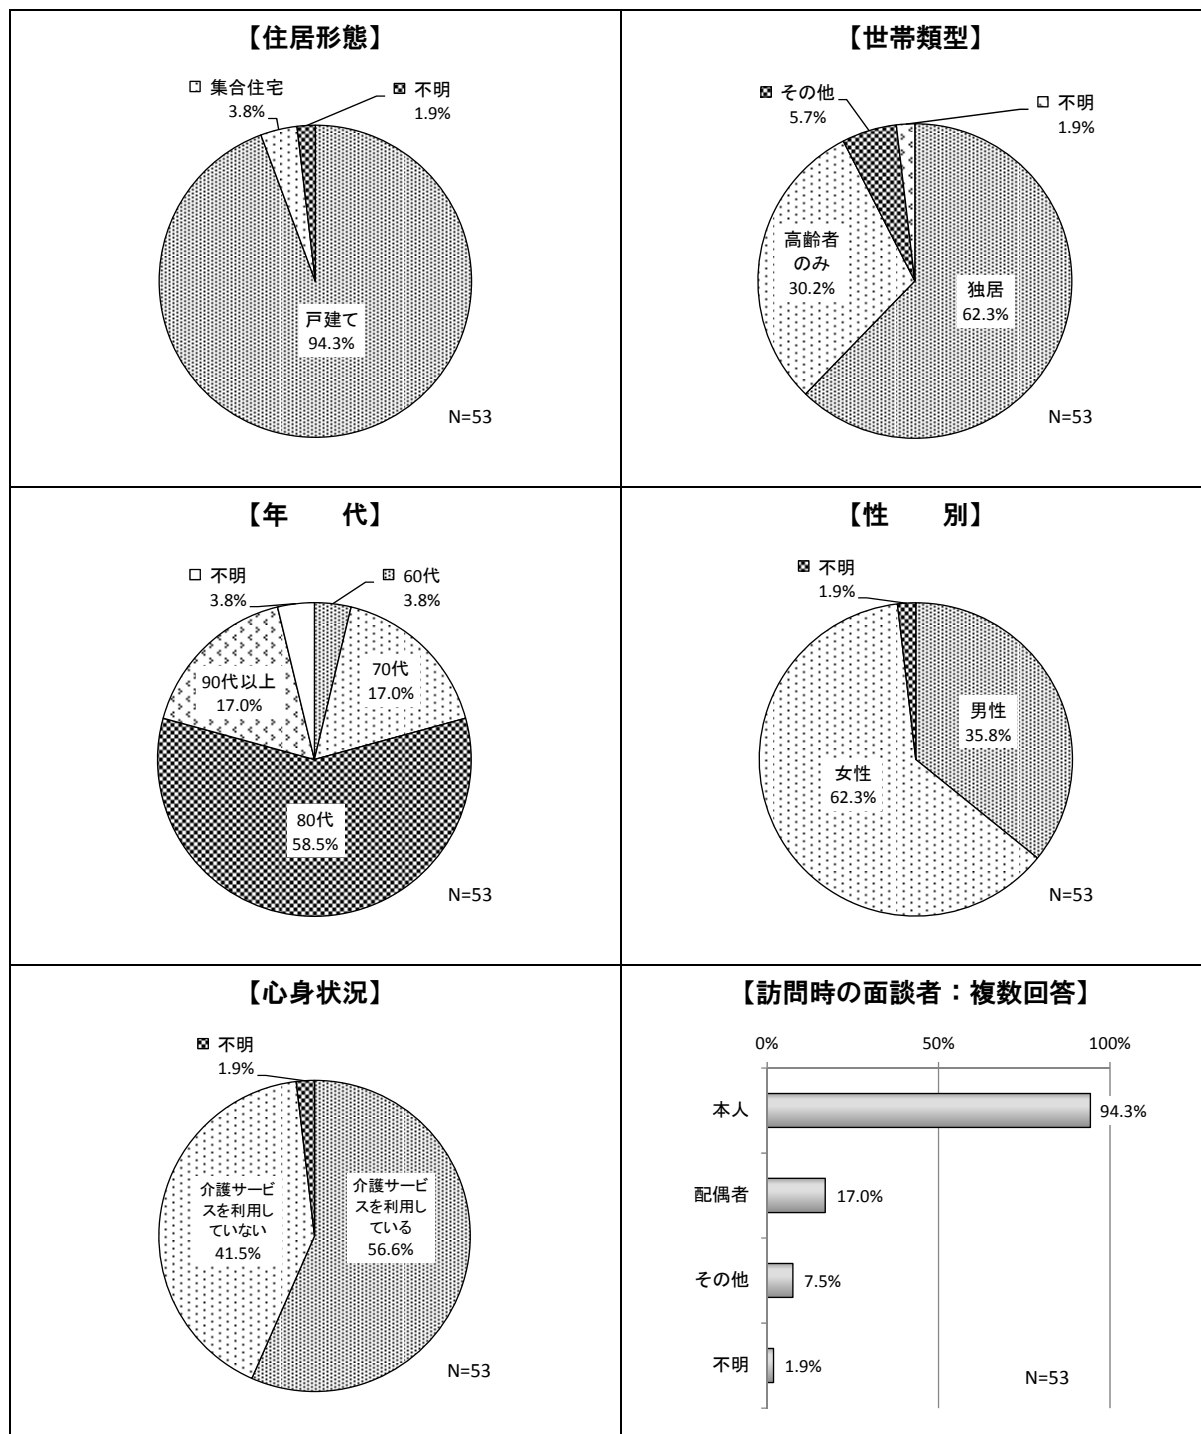 【住居形態】
集合住宅
3.8%
不明
1.9%
戸建て
94.3%
N=53
【世帯類型】
その他
5.7%
不明
1.9%
高齢者
のみ
30.2%
独居
62.3%
N=53
【年　　代】
不明
3.8%
60代
3.8%
70代
17.0%
90代以上
17.0%
80代
58.5%
N=53
【性　　別】
不明
1.9%
男性
35.8%
女性
62.3%
N=53
【心身状況】
不明
1.9%
介護サービ
スを利用し
ていない
41.5%
介護サービ
スを利用し
ている
56.6%
N=53
【訪問時の面談者：複数回答】
0% 50% 100%
本人 94.3%
配偶者 17.0%
その他 7.5%
不明 1.9%
N=53